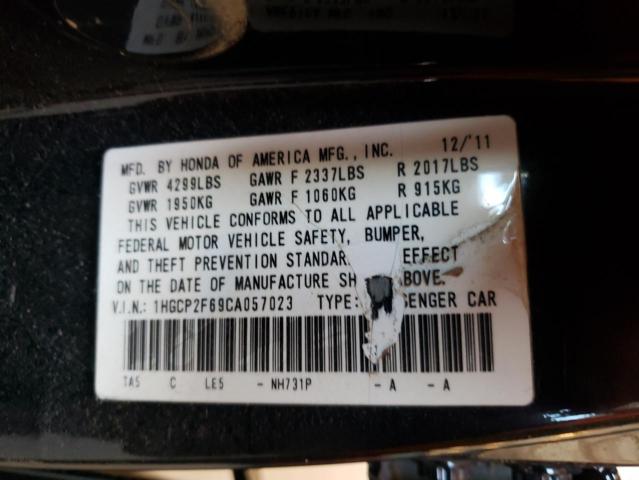 MFD. BY HONDA OF AMERICA MFG., INC. 12/'11
GVWR 4299LBS GAWR F 2337LBS R 2017LBS
GVWR 1950KG GAWR F 1060KG R 915KG
THIS VEHICLE CONFORMS TO ALL APPLICABLE
FEDERAL MOTOR VEHICLE SAFETY, BUMPER,
AND THEFT PREVENTION STANDAR EFFECT
ON THE DATE OF MANUFACTURE SH BOVE.
V.I.N.: 1HGCP2F69CA057023 TYPE: SENGER CAR
TA5 C LE5 - NH731P - A - A